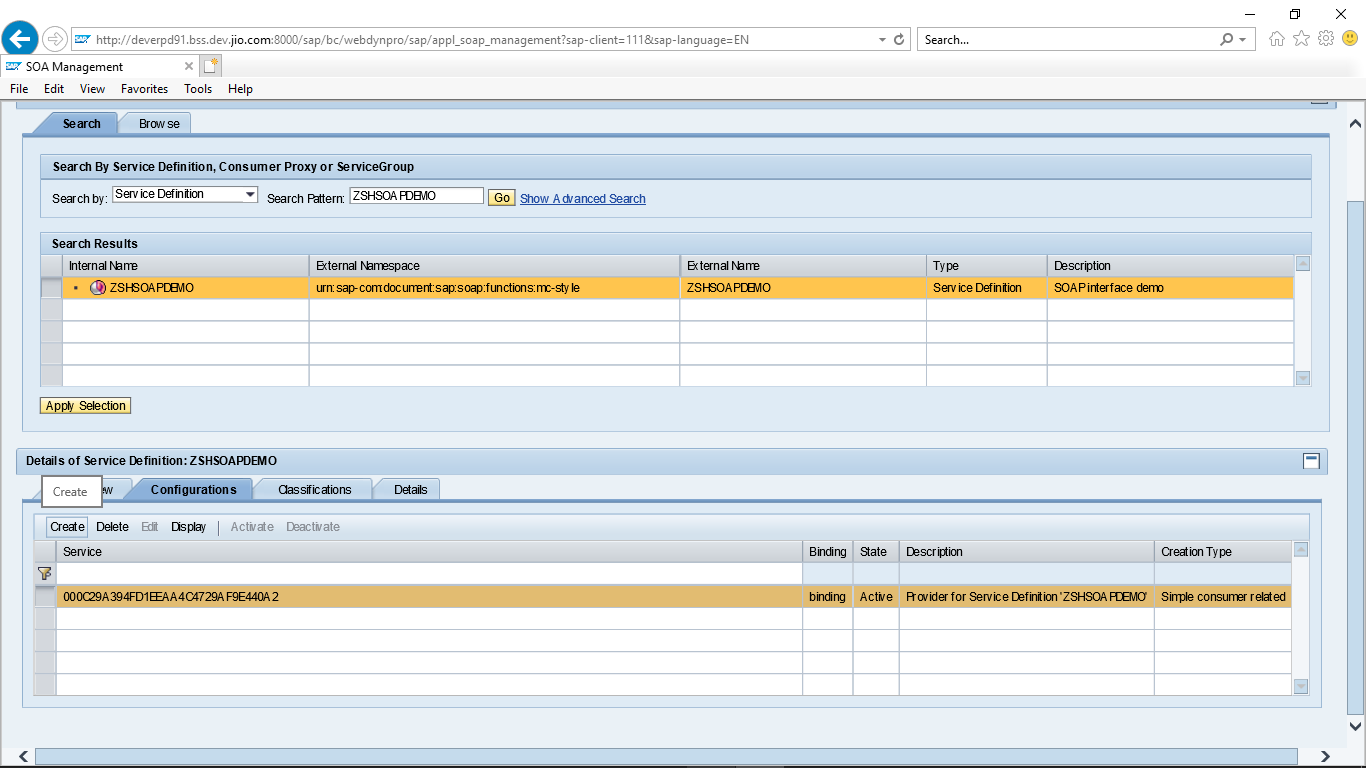 http://deverpd91.bss.dev.jio.com:8000/sap/bc/webdynpro/sap/appl_soap_management?sap-client=111&sap-language=EN Search...
SAP SOA Management
File Edit View Favorites Tools Help
Search Browse
Search By Service Definition, Consumer Proxy or ServiceGroup
Search by: Service Definition Search Pattern: ZSHSOAPDEMO Go Show Advanced Search
Search Results
Internal Name External Namespace External Name Type Description
ZSHSOAPDEMO urn:sap-com:document:sap:soap:functions:mc-style ZSHSOAPDEMO Service Definition SOAP interface demo
Apply Selection
Details of Service Definition: ZSHSOAPDEMO
Create Configurations Classifications Details
Create Delete Edit Display Activate Deactivate
Service Binding State Description Creation Type
000C29A394FD1EEAA4C4729AF9E440A2 binding Active Provider for Service Definition 'ZSHSOAPDEMO' Simple consumer related